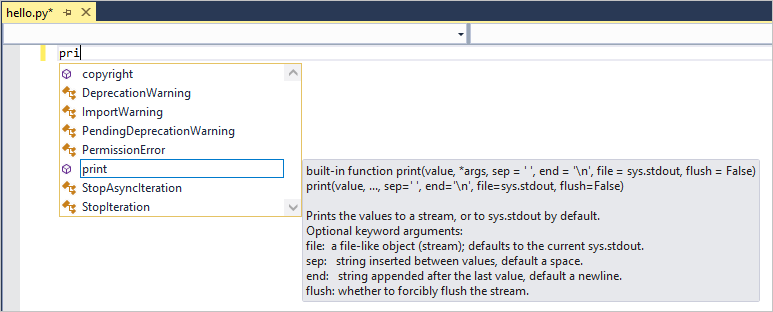 hello.py*
pri
copyright
DeprecationWarning
ImportWarning
PendingDeprecationWarning
PermissionError
print
StopAsyncIteration
StopIteration
built-in function print(value, *args, sep = ' ', end = '\n', file = sys.stdout, flush = False)
print(value, ..., sep=' ', end='\n', file=sys.stdout, flush=False)
Prints the values to a stream, or to sys.stdout by default.
Optional keyword arguments:
file:  a file-like object (stream); defaults to the current sys.stdout.
sep:   string inserted between values, default a space.
end:   string appended after the last value, default a newline.
flush: whether to forcibly flush the stream.